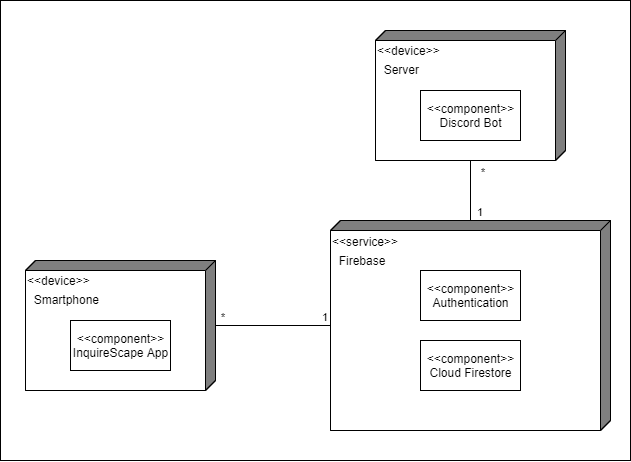 <<device>>
Server
<<component>>
Discord Bot
*
1
<<service>>
Firebase
<<component>>
Authentication
<<component>>
Cloud Firestore
<<device>>
Smartphone
<<component>>
InquireScape App
*
1